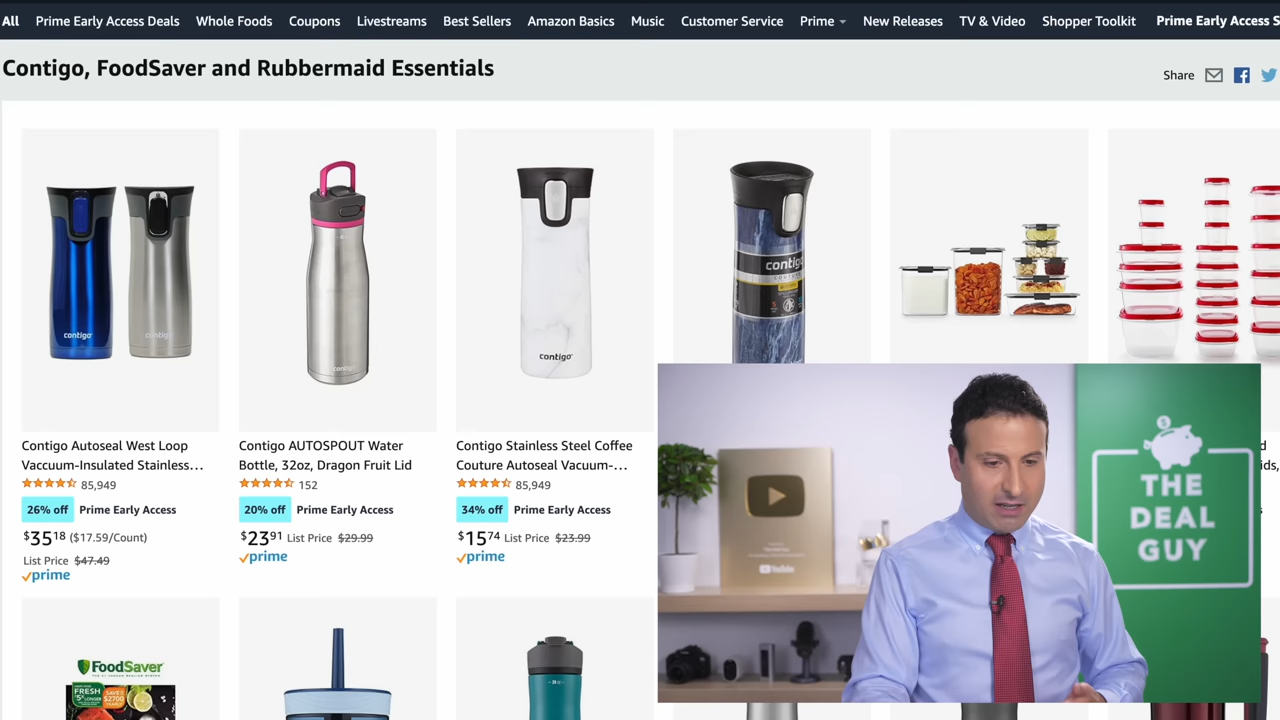 All Prime Early Access Deals Whole Foods Coupons Livestreams Best Sellers Amazon Basics Music Customer Service Prime New Releases TV & Video Shopper Toolkit Prime Early Access S
Contigo, FoodSaver and Rubbermaid Essentials
Share
contigo
contigo
contigo
contigo
contigo
Contigo Autoseal West Loop
Vaccuum-Insulated Stainless...
85,949
26% off Prime Early Access
$35 18 ($17.59/Count)
List Price $47.49
prime
Contigo AUTOSPOUT Water
Bottle, 32oz, Dragon Fruit Lid
152
20% off Prime Early Access
$23 91 List Price $29.99
prime
Contigo Stainless Steel Coffee
Couture Autoseal Vacuum-...
85,949
34% off Prime Early Access
$15 74 List Price $23.99
prime
d
ids,
FoodSaver
FRESH
THE
DEAL
GUY
YouTube